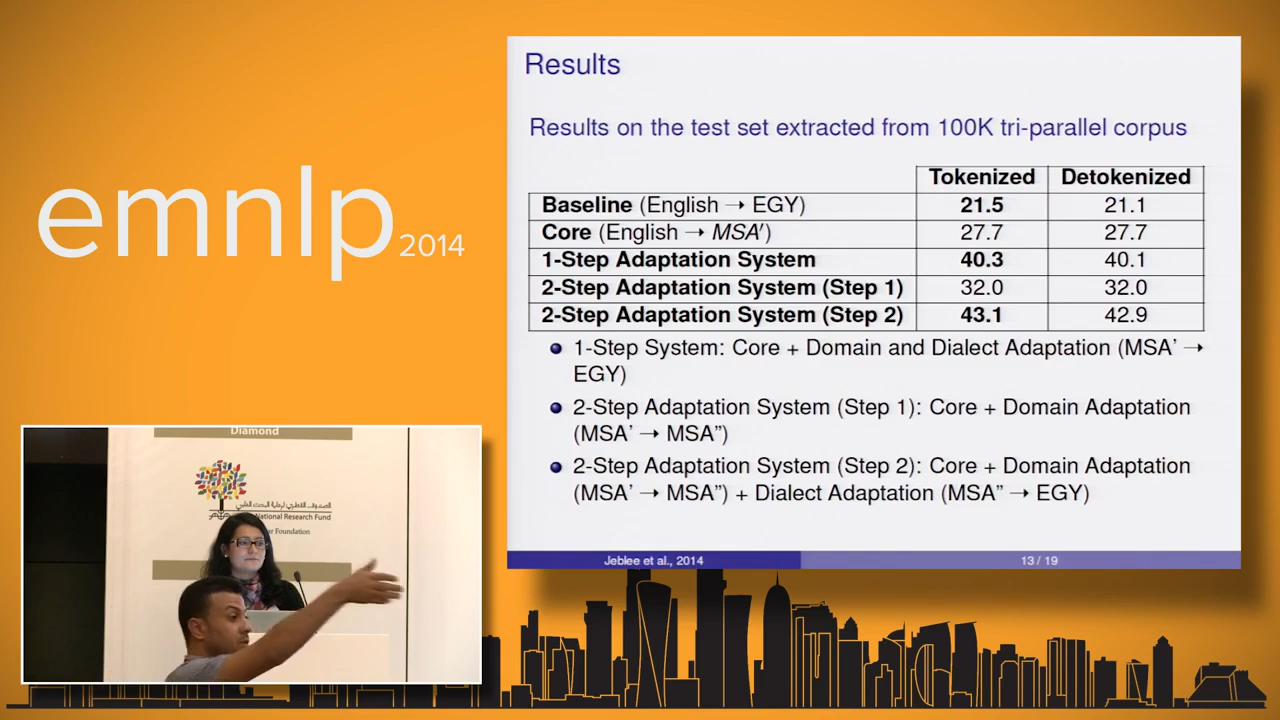 emnlp 2014
Results
Results on the test set extracted from 100K tri-parallel corpus
Tokenized Detokenized
Baseline (English → EGY) 21.5 21.1
Core (English → MSA′) 27.7 27.7
1-Step Adaptation System 40.3 40.1
2-Step Adaptation System (Step 1) 32.0 32.0
2-Step Adaptation System (Step 2) 43.1 42.9
1-Step System: Core + Domain and Dialect Adaptation (MSA' →
EGY)
2-Step Adaptation System (Step 1): Core + Domain Adaptation
(MSA' → MSA”)
2-Step Adaptation System (Step 2): Core + Domain Adaptation
(MSA' → MSA”) + Dialect Adaptation (MSA” → EGY)
Jeblee et al., 2014 13 / 19
Diamond
الصندوق القطري لرعاية البحث العلمي
National Research Fund
Foundation